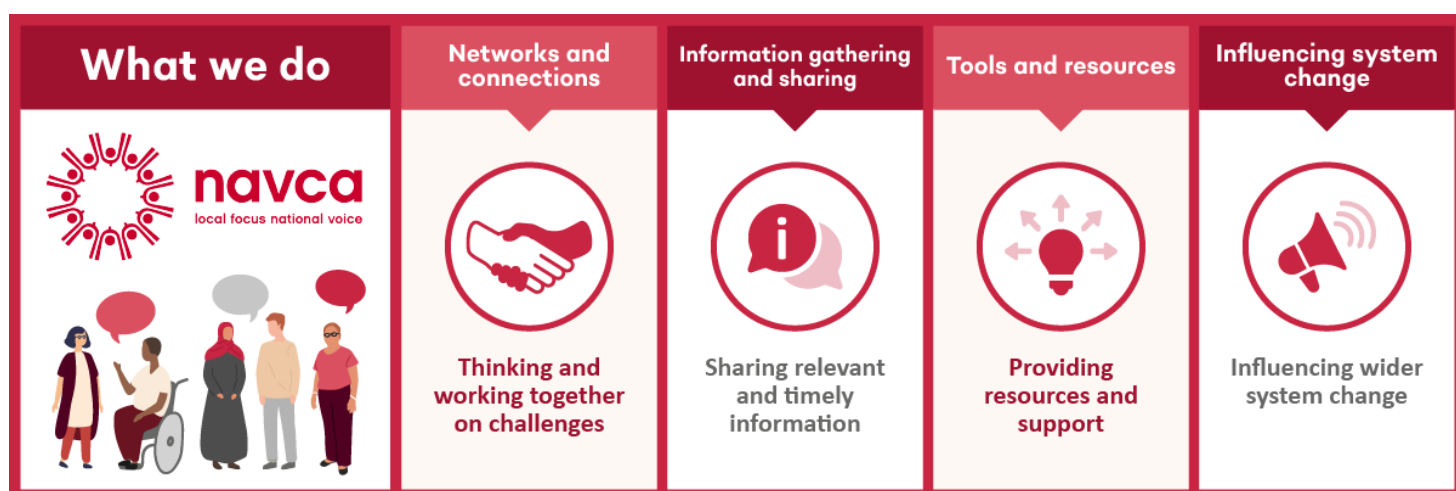 What we do
navca
local focus national voice
Networks and
connections
Thinking and
working together
on challenges
Information gathering
and sharing
i
Sharing relevant
and timely
information
Tools and resources
Providing
resources and
support
Influencing system
change
Influencing wider
system change